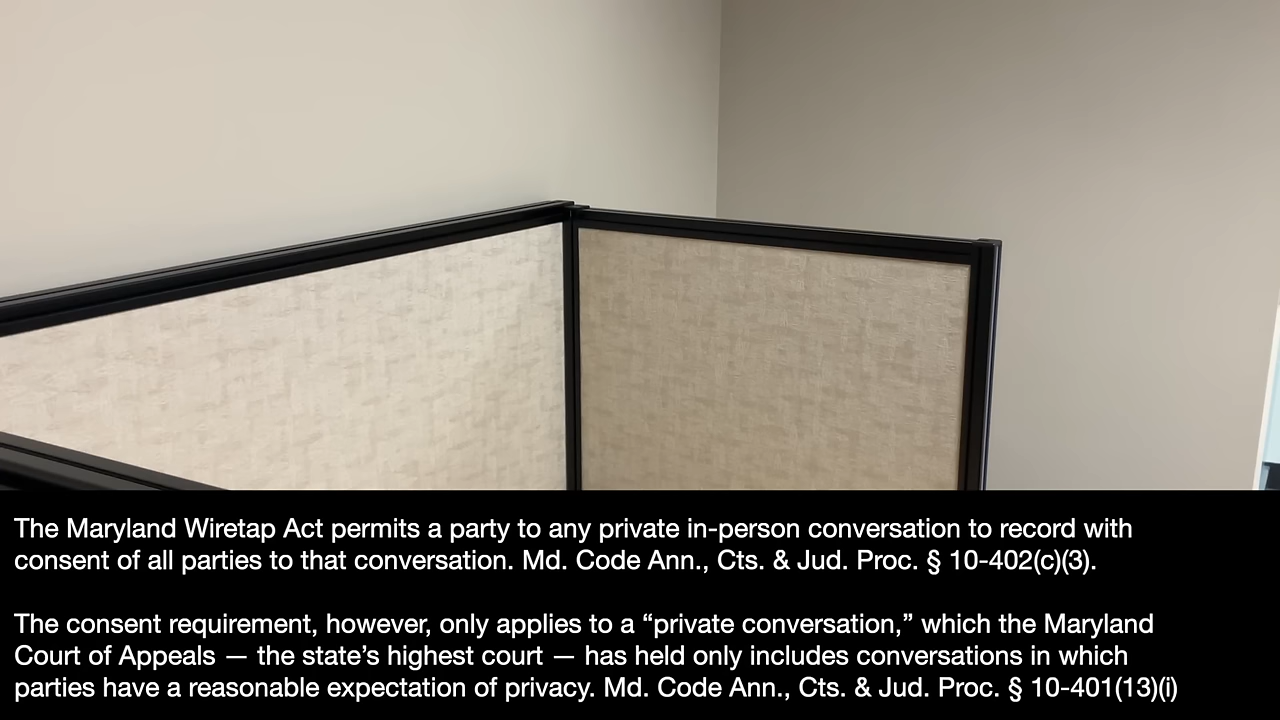 The Maryland Wiretap Act permits a party to any private in-person conversation to record with
consent of all parties to that conversation. Md. Code Ann., Cts. & Jud. Proc. § 10-402(c)(3).
The consent requirement, however, only applies to a “private conversation,” which the Maryland
Court of Appeals — the state’s highest court — has held only includes conversations in which
parties have a reasonable expectation of privacy. Md. Code Ann., Cts. & Jud. Proc. § 10-401(13)(i)